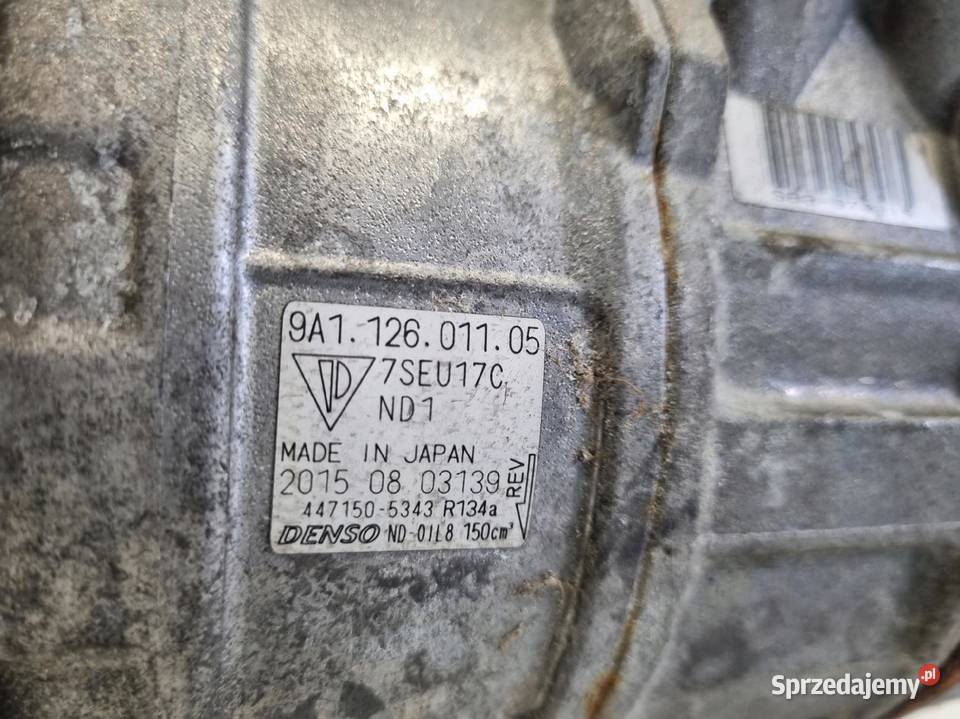 9A1.126.011.05
7SEU17C
ND1
MADE IN JAPAN
2015 08 03139
REV
447150-5343 R134a
DENSO ND-OIL8 150cm³
Sprzedajemy.pl